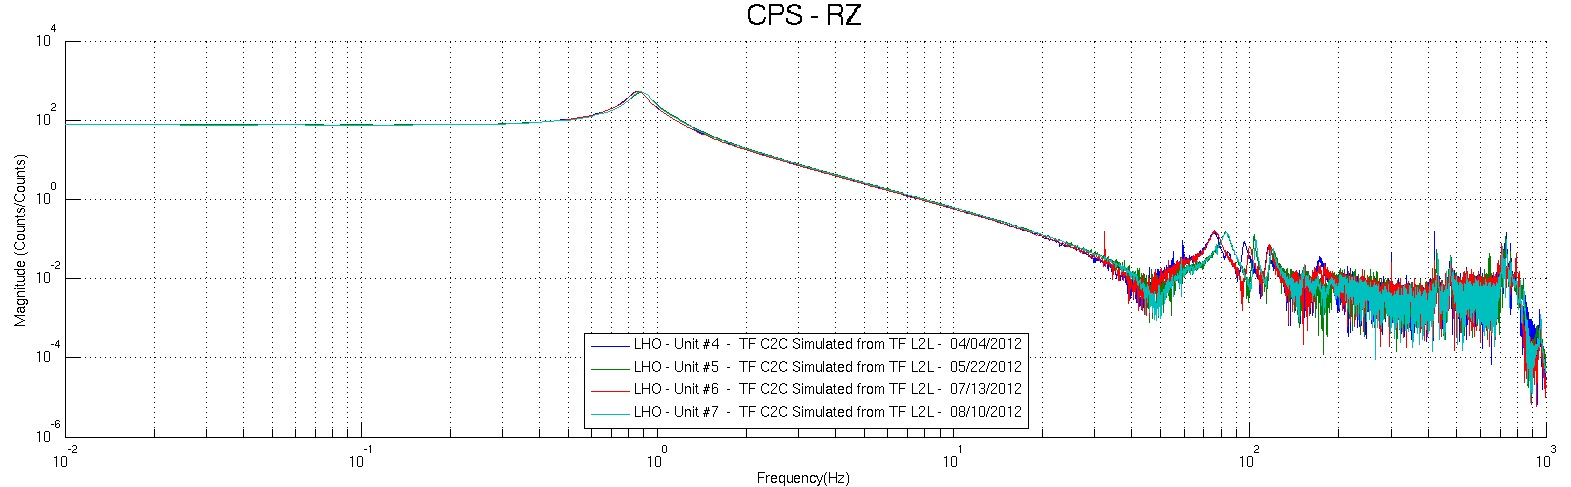 CPS - RZ
Magnitude (Counts/Counts)
10^4
10^2
10^0
10^-2
10^-4
10^-6
LHO - Unit #4 - TF C2C Simulated from TF L2L - 04/04/2012
LHO - Unit #5 - TF C2C Simulated from TF L2L - 05/22/2012
LHO - Unit #6 - TF C2C Simulated from TF L2L - 07/13/2012
LHO - Unit #7 - TF C2C Simulated from TF L2L - 08/10/2012
10^-2 10^-1 10^0 10^1 10^2 10^3
Frequency(Hz)